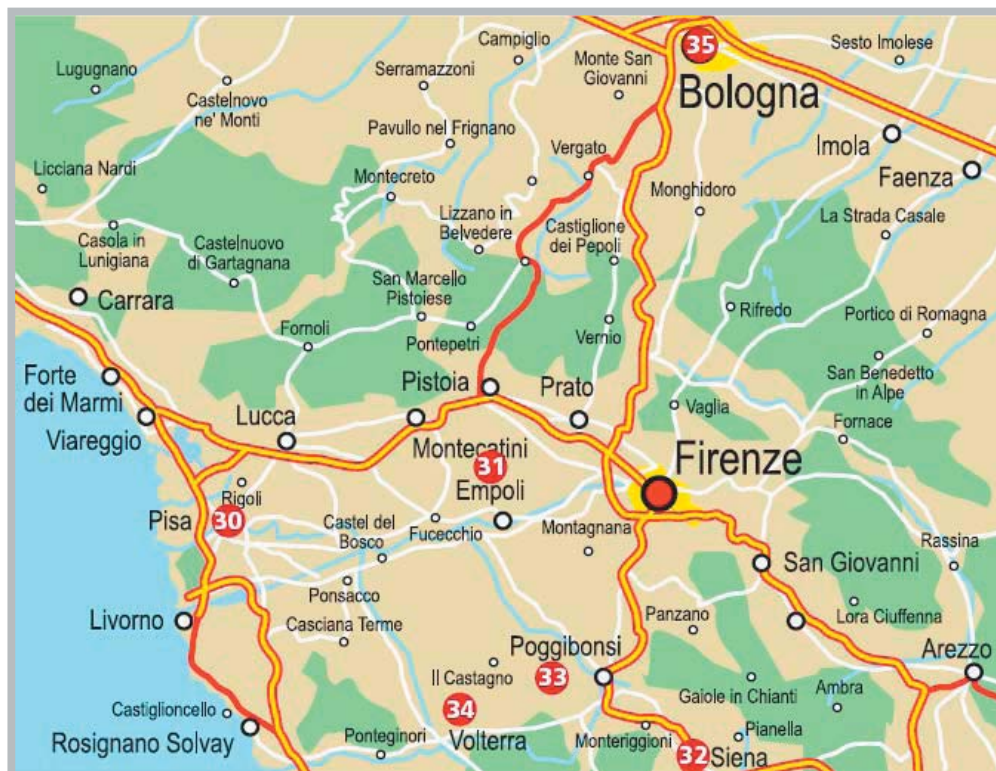 Campiglio
35
Sesto Imolese
Lugugnano
Serramazzoni
Monte San
Giovanni
Castelnovo
ne' Monti
Bologna
Pavullo nel Frignano
Imola
Vergato
Licciana Nardi
Montecreto
Monghidoro
Faenza
Lizzano in
Belvedere
Castiglione
dei Pepoli
La Strada Casale
Casola in
Lunigiana
Castelnuovo
di Gartagnana
San Marcello
Pistoiese
Carrara
Rifredo
Portico di Romagna
Fornoli
Pontepetri
Vernio
San Benedetto
in Alpe
Forte
dei Marmi
Pistoia
Prato
Vaglia
Lucca
Fornace
Viareggio
Montecatini
31
Firenze
Empoli
Rigoli
Pisa
30
Castel del
Bosco
Fucecchio
Montagnana
Rassina
San Giovanni
Ponsacco
Livorno
Casciana Terme
Panzano
Lora Ciuffenna
Poggibonsi
Arezzo
33
Il Castagno
Gaiole in Chianti
Ambra
34
Castiglioncello
Volterra
Rosignano Solvay
Ponteginori
Monteriggioni
Pianella
32
Siena